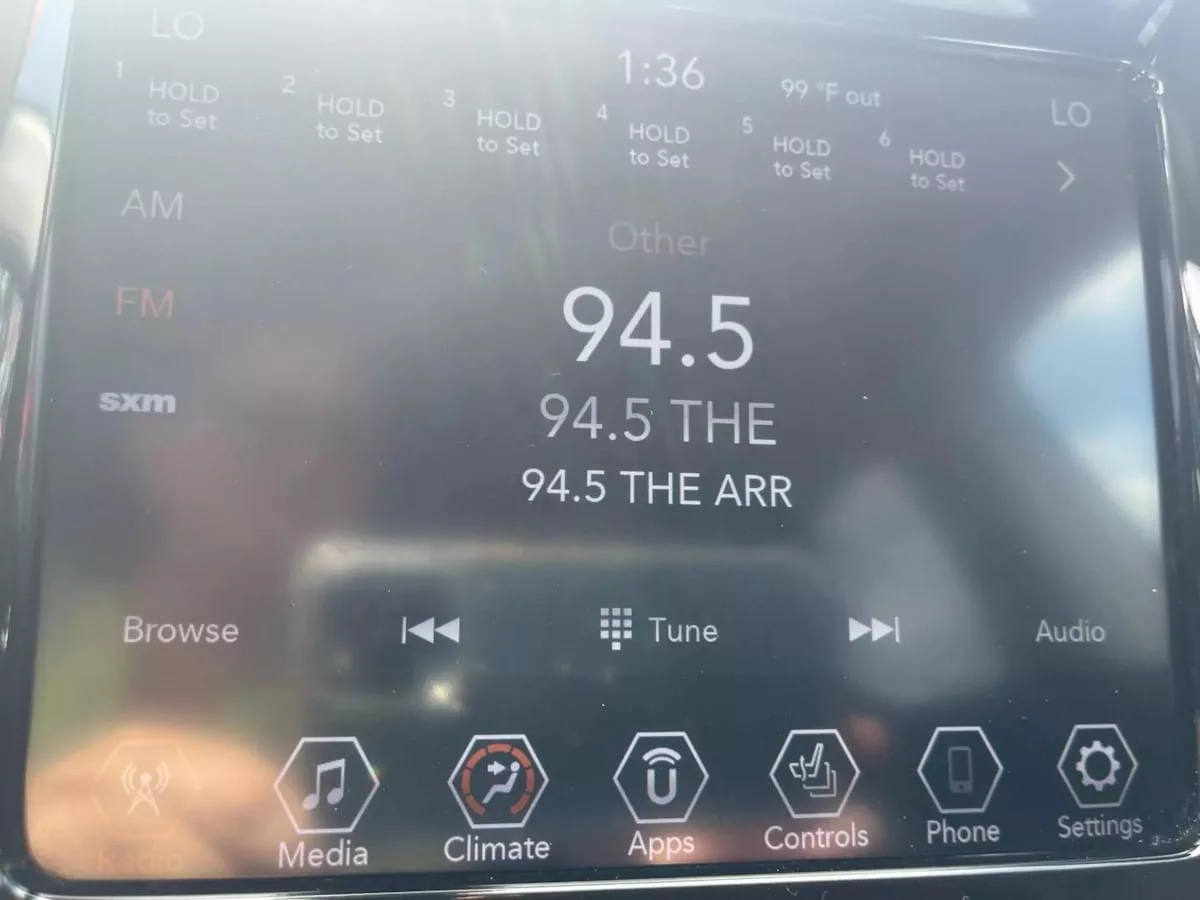 LO
1:36
99 °F out
LO
1 HOLD to Set
2 HOLD to Set
3 HOLD to Set
4 HOLD to Set
5 HOLD to Set
6 HOLD to Set
AM
Other
FM
94.5
sxm
94.5 THE
94.5 THE ARR
Browse
Tune
Audio
Radio
Media
Climate
Apps
Controls
Phone
Settings